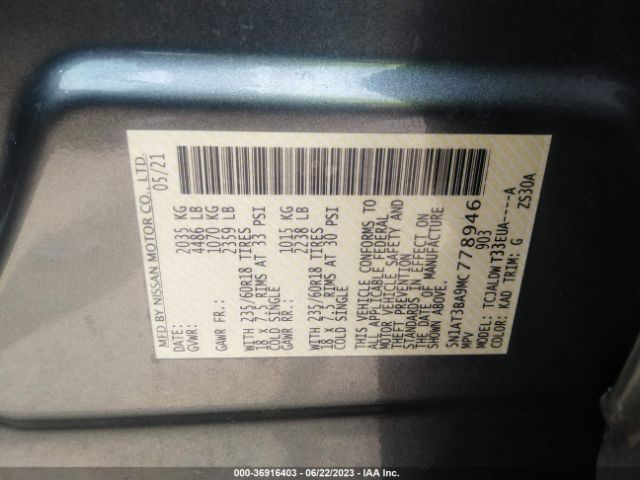 MFD BY NISSAN MOTOR CO., LTD.
05/21
GVWR: 2035 KG
4486 LB
GAWR FR.: 1070 KG
2359 LB
WITH 235/60R18 TIRES
18 X 7.5 RIMS AT 33 PSI
COLD SINGLE
GAWR RR.: 1015 KG
2238 LB
WITH 235/60R18 TIRES
18 X 7.5 RIMS AT 30 PSI
COLD SINGLE
THIS VEHICLE CONFORMS TO
ALL APPLICABLE FEDERAL
MOTOR VEHICLE SAFETY AND
THEFT PREVENTION
STANDARDS IN EFFECT ON
THE DATE OF MANUFACTURE
SHOWN ABOVE.
5N1AT3BA9MC778946
MPV 903
MODEL: TCJALDWT33EUA-----A
COLOR: KAD TRIM: G ZS30A
000-36916403 - 06/22/2023 - IAA Inc.